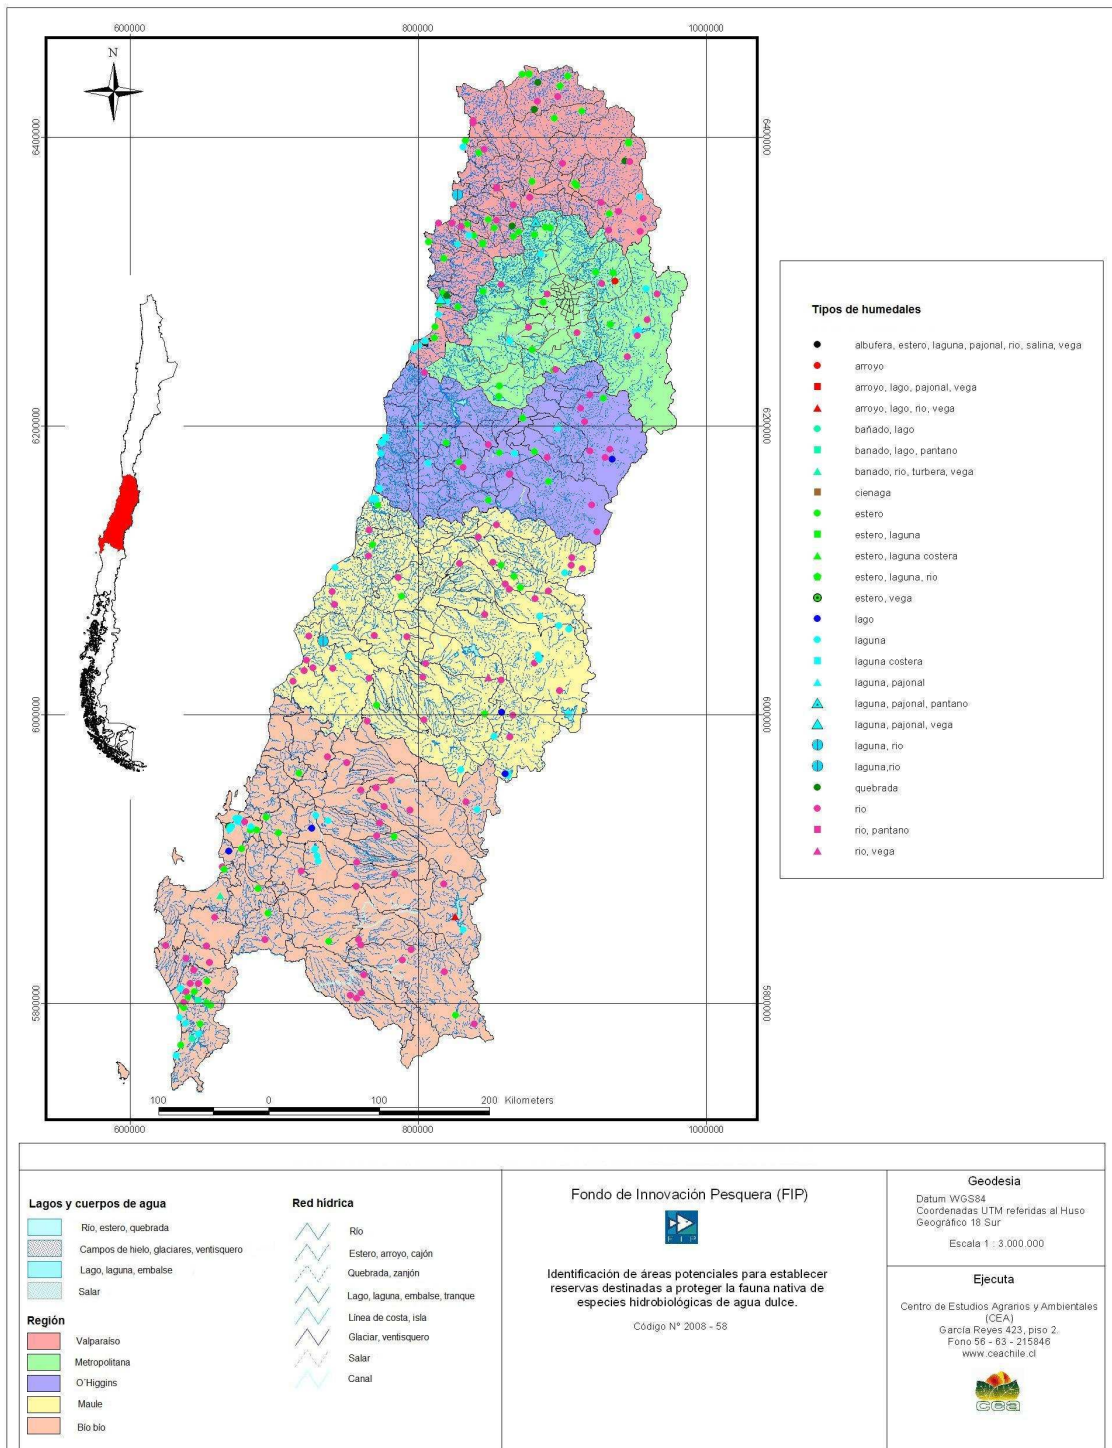 600000
800000
1000000
N
6400000
6400000
6200000
6200000
6000000
6000000
5800000
5800000
100
0
100
200 Kilometers
600000
800000
1000000
Tipos de humedales
albufera, estero, laguna, pajonal, rio, salina, vega
arroyo
arroyo, lago, pajonal, vega
arroyo, lago, rio, vega
bañado, lago
banado, lago, pantano
banado, rio, turbera, vega
cienaga
estero
estero, laguna
estero, laguna costera
estero, laguna, rio
estero, vega
lago
laguna
laguna costera
laguna, pajonal
laguna, pajonal, pantano
laguna, pajonal, vega
laguna, rio
laguna,rio
quebrada
rio
rio, pantano
rio, vega
Lagos y cuerpos de agua
Río, estero, quebrada
Campos de hielo, glaciares, ventisquero
Lago, laguna, embalse
Salar
Región
Valparaíso
Metropolitana
O´Higgins
Maule
Bío bío
Red hídrica
Río
Estero, arroyo, cajón
Quebrada, zanjón
Lago, laguna, embalse, tranque
Línea de costa, isla
Glaciar, ventisquero
Salar
Canal
Fondo de Innovación Pesquera (FIP)
F I P
Identificación de áreas potenciales para establecer
reservas destinadas a proteger la fauna nativa de
especies hidrobiológicas de agua dulce.
Código N° 2008 - 58
Geodesia
Datum WGS84
Coordenadas UTM referidas al Huso
Geográfico 18 Sur
Escala 1 : 3.000.000
Ejecuta
Centro de Estudios Agrarios y Ambientales
(CEA)
García Reyes 423, piso 2.
Fono 56 - 63 - 215846
www.ceachile.cl
cea